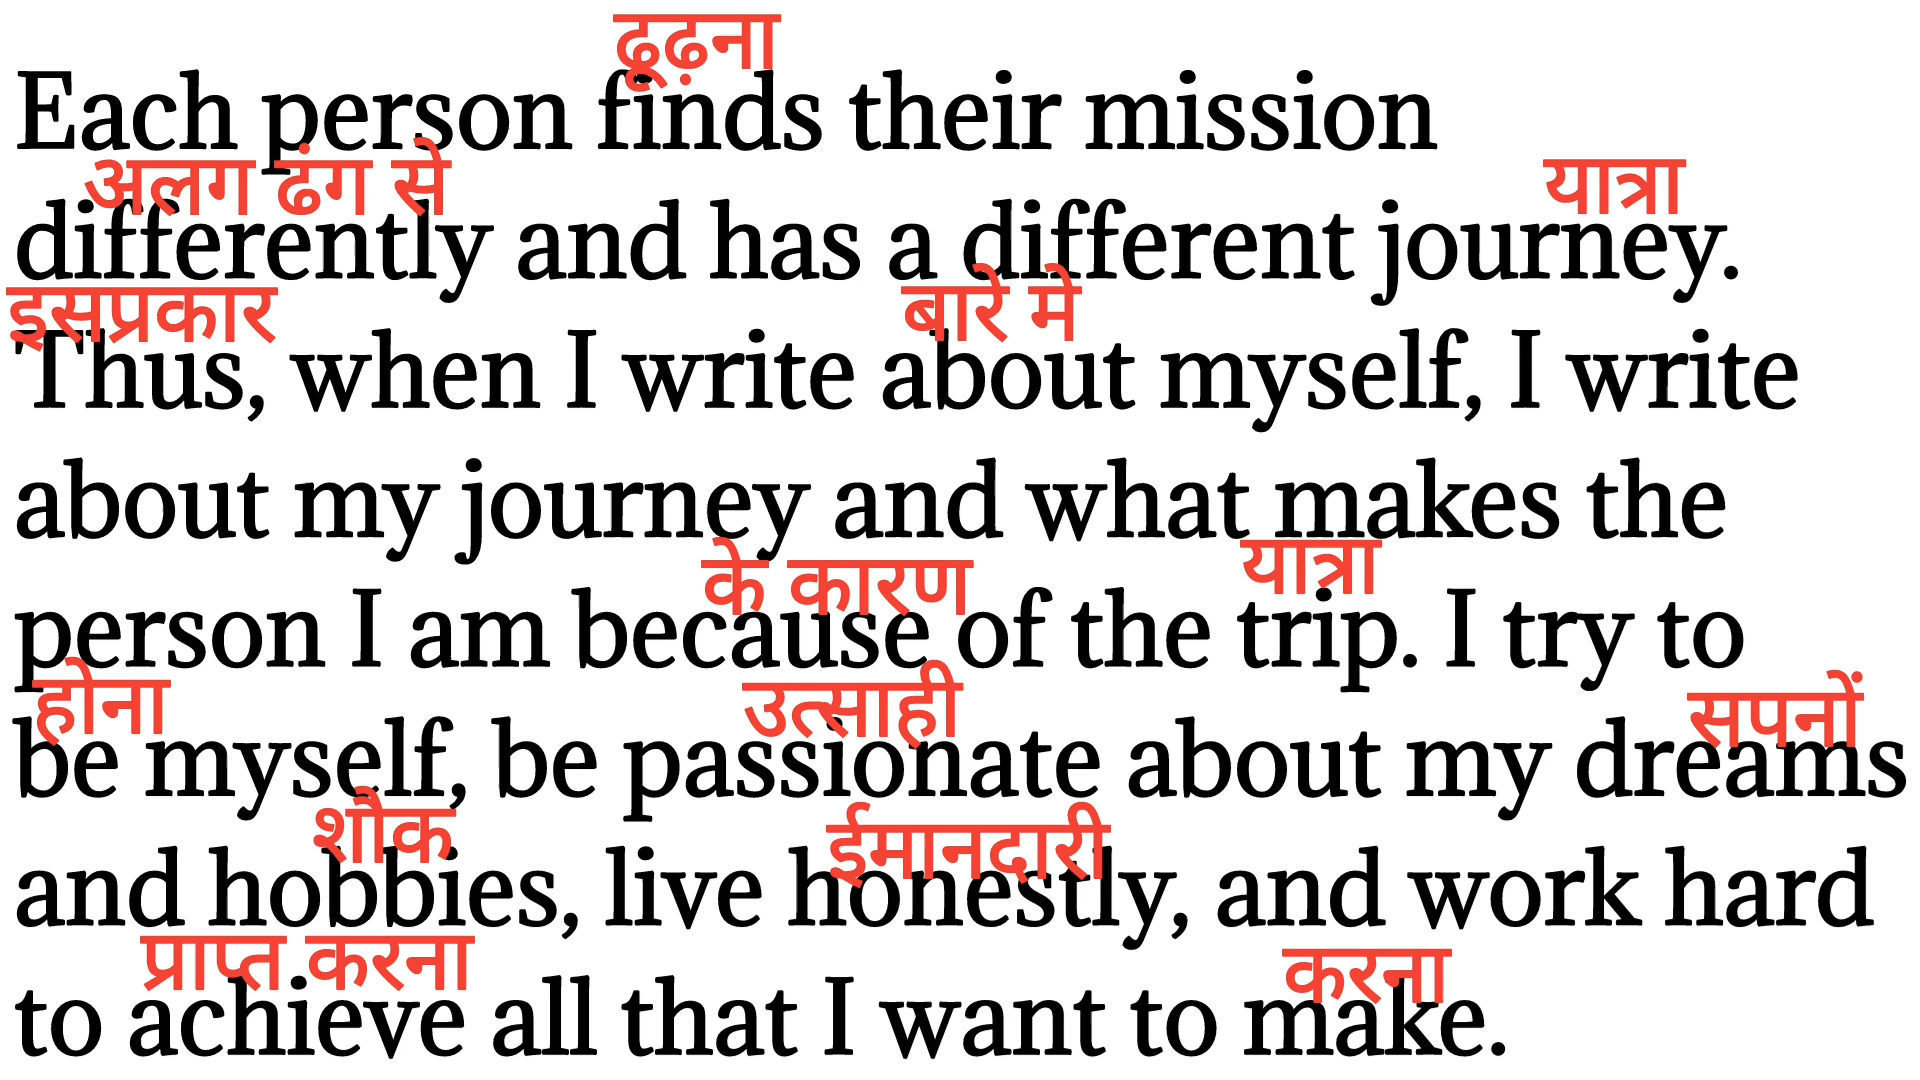 ढूढ़ना
Each person finds their mission
अलग ढंग से यात्रा
differently and has a different journey.
इसप्रकार बारे मे
Thus, when I write about myself, I write
about my journey and what makes the
के कारण यात्रा
person I am because of the trip. I try to
होना उत्साही सपनों
be myself, be passionate about my dreams
शौक ईमानदारी
and hobbies, live honestly, and work hard
प्राप्त करना करना
to achieve all that I want to make.